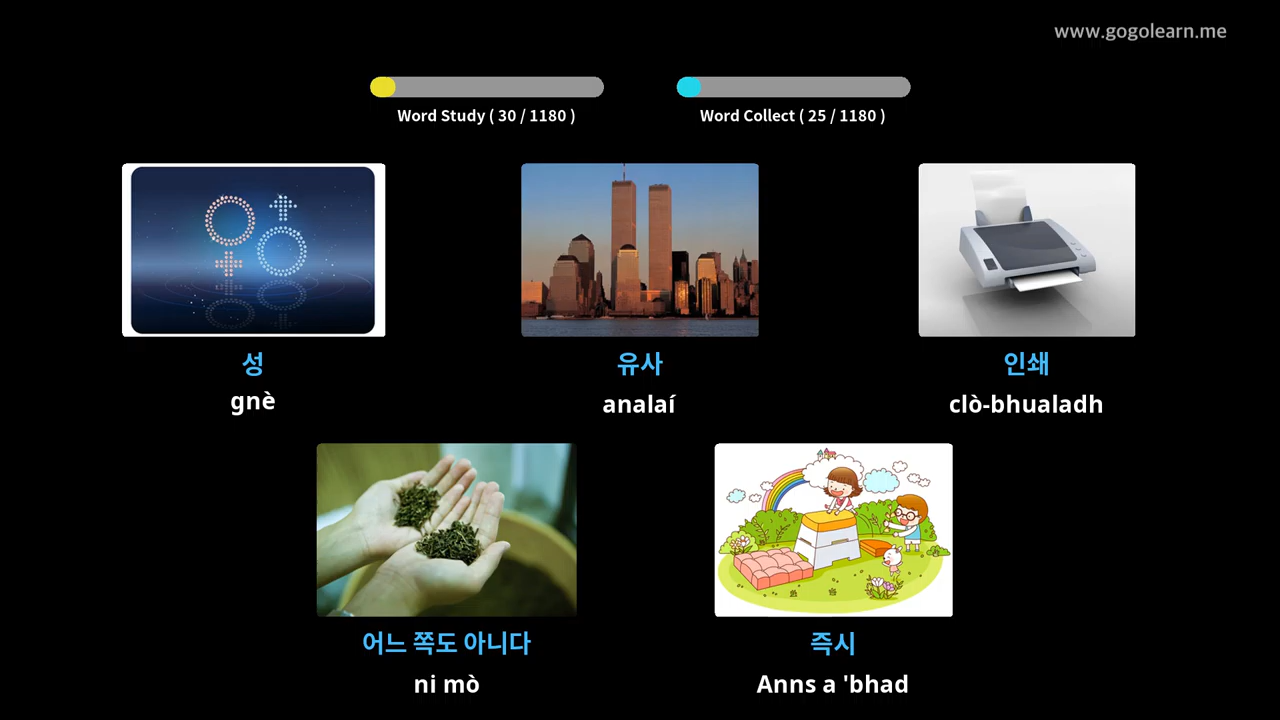 www.gogolearn.me
Word Study ( 30 / 1180 )
Word Collect ( 25 / 1180 )
성
gnè
유사
analaí
인쇄
clò-bhualadh
어느 쪽도 아니다
ni mò
즉시
Anns a 'bhad